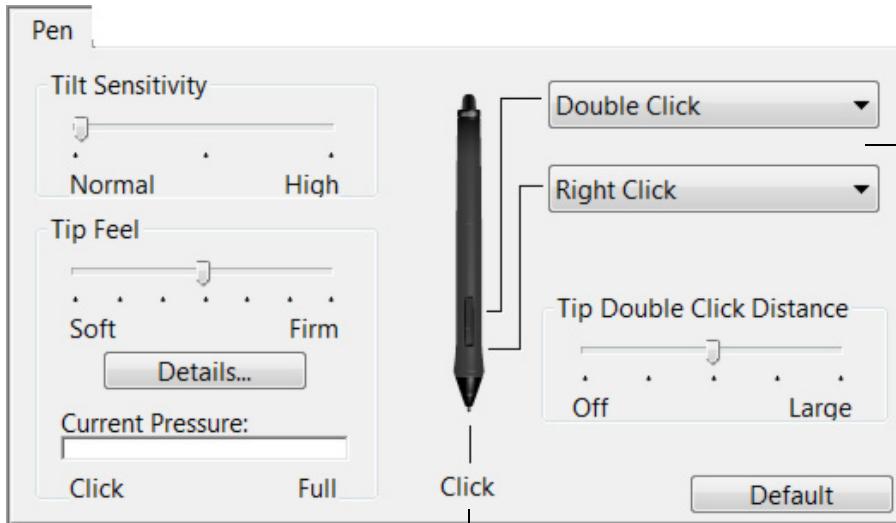 Pen
Tilt Sensitivity
Normal High
Tip Feel
Soft Firm
Details...
Current Pressure:
Click Full
Click
Double Click
Right Click
Tip Double Click Distance
Off Large
Default